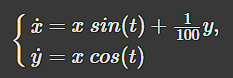 ẋ = x sin(t) + 1/100 y,
ẏ = x cos(t)